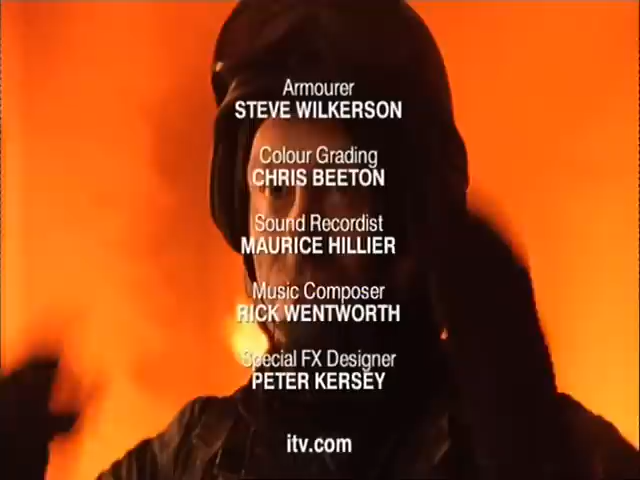 Armourer
STEVE WILKERSON
Colour Grading
CHRIS BEETON
Sound Recordist
MAURICE HILLIER
Music Composer
RICK WENTWORTH
Special FX Designer
PETER KERSEY
itv.com